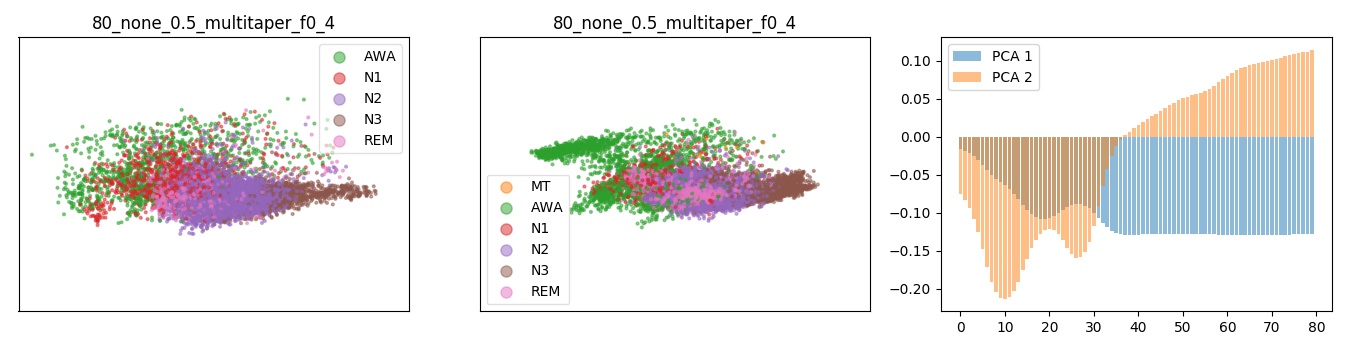 80_none_0.5_multitaper_f0_4
AWA
N1
N2
N3
REM
80_none_0.5_multitaper_f0_4
MT
AWA
N1
N2
N3
REM
PCA 1
PCA 2
0.10
0.05
0.00
−0.05
−0.10
−0.15
−0.20
0 10 20 30 40 50 60 70 80